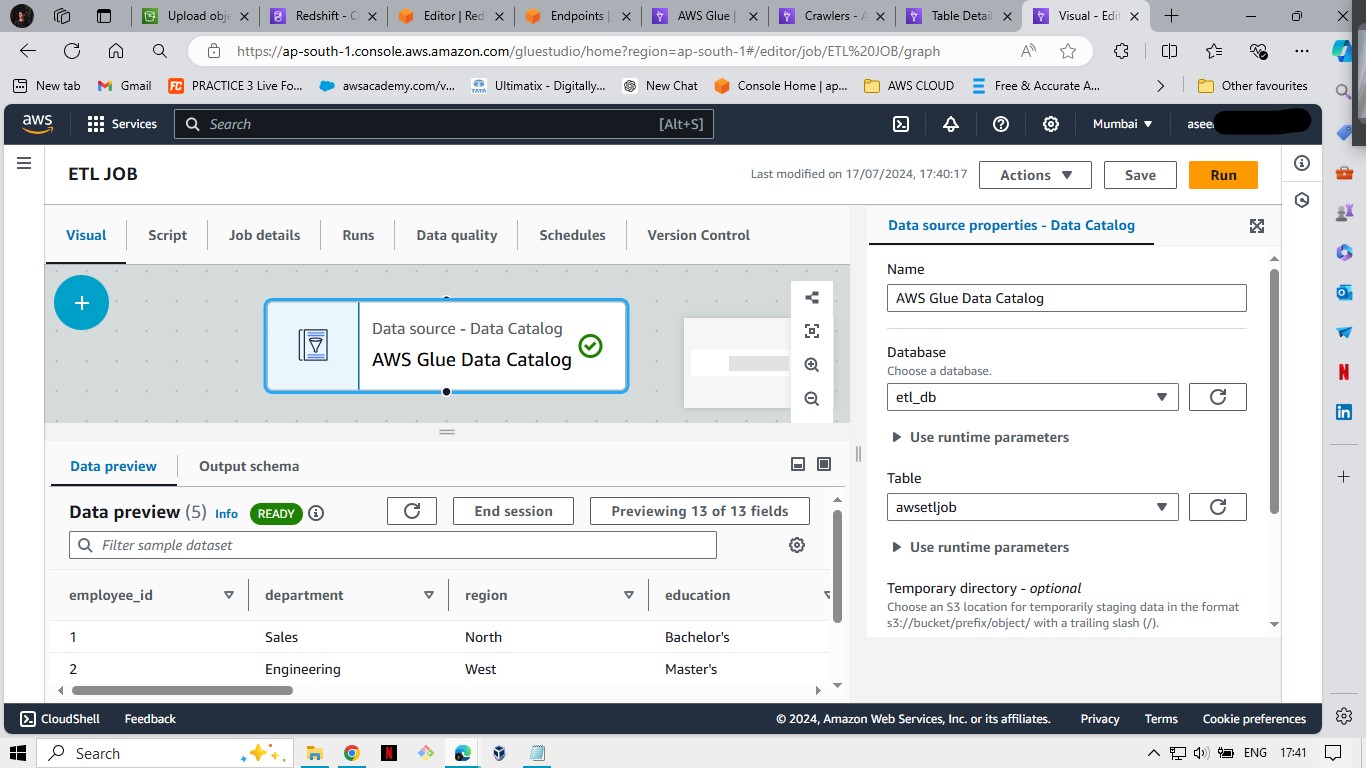 Upload obj
Redshift - C
Editor | Red
Endpoints |
AWS Glue |
Crawlers - A
Table Detail
Visual - Edit
https://ap-south-1.console.aws.amazon.com/gluestudio/home?region=ap-south-1#/editor/job/ETL%20JOB/graph
New tab
Gmail
PRACTICE 3 Live Fo...
awsacademy.com/v...
Ultimatix - Digitally...
New Chat
Console Home | ap...
AWS CLOUD
Free & Accurate A...
Other favourites
aws
Services
Search
[Alt+S]
Mumbai
asee
ETL JOB
Last modified on 17/07/2024, 17:40:17
Actions
Save
Run
Visual
Script
Job details
Runs
Data quality
Schedules
Version Control
Data source - Data Catalog
AWS Glue Data Catalog
Data preview
Output schema
Data preview (5) Info READY
End session
Previewing 13 of 13 fields
Filter sample dataset
employee_id department region education
1 Sales North Bachelor's
2 Engineering West Master's
Data source properties - Data Catalog
Name
AWS Glue Data Catalog
Database
Choose a database.
etl_db
Use runtime parameters
Table
awsetljob
Use runtime parameters
Temporary directory - optional
Choose an S3 location for temporarily staging data in the format
s3://bucket/prefix/object/ with a trailing slash (/).
CloudShell
Feedback
© 2024, Amazon Web Services, Inc. or its affiliates.
Privacy
Terms
Cookie preferences
Search
ENG
17:41